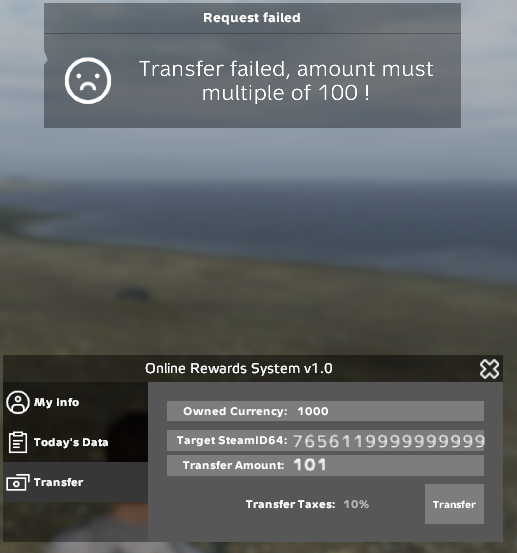 Request failed
Transfer failed, amount must
multiple of 100 !
Online Rewards System v1.0
My Info
Today's Data
Transfer
Owned Currency: 1000
Target SteamID64: 76561199999999999
Transfer Amount: 101
Transfer Taxes: 10%
Transfer